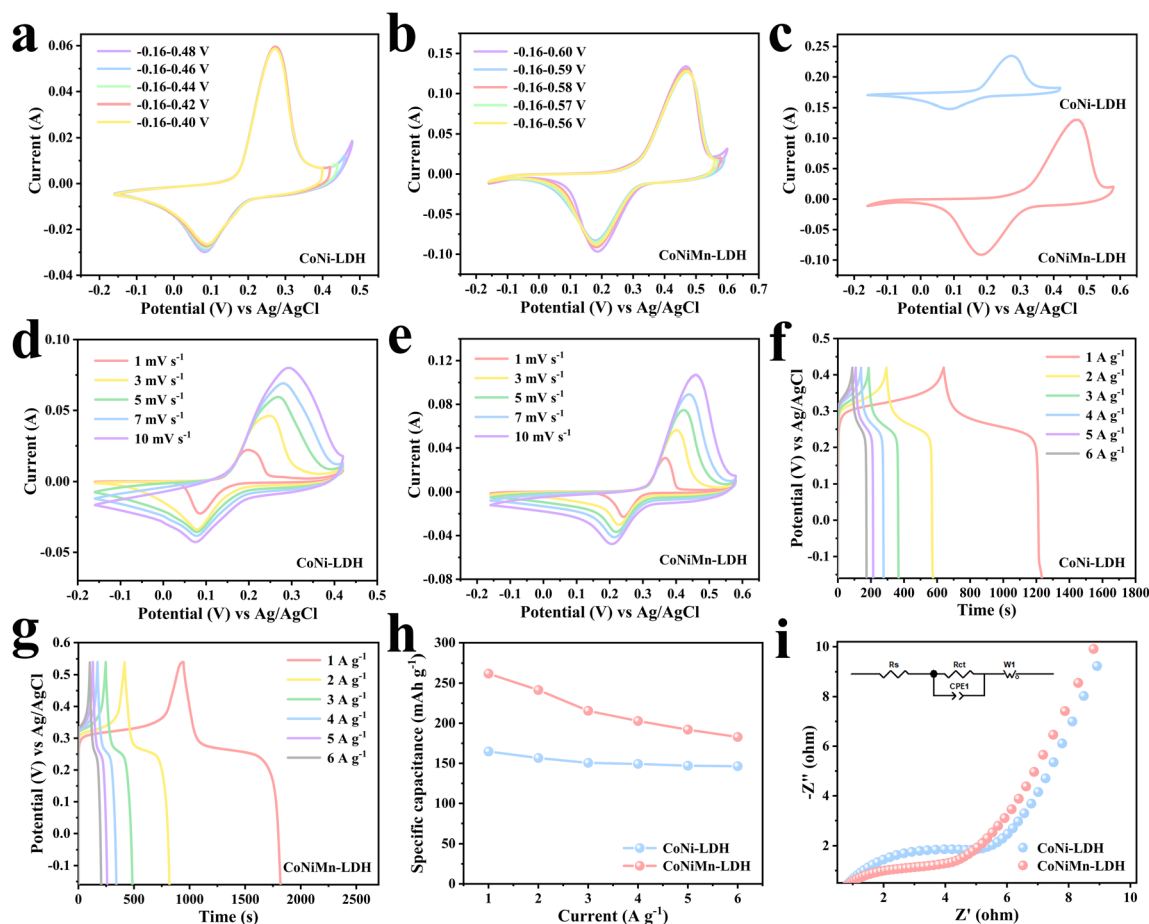 a
0.06
0.04
0.02
0.00
-0.02
-0.04
Current (A)
-0.16-0.48 V
-0.16-0.46 V
-0.16-0.44 V
-0.16-0.42 V
-0.16-0.40 V
CoNi-LDH
-0.2 -0.1 0.0 0.1 0.2 0.3 0.4 0.5
Potential (V) vs Ag/AgCl
b
0.15
0.10
0.05
0.00
-0.05
-0.10
Current (A)
-0.16-0.60 V
-0.16-0.59 V
-0.16-0.58 V
-0.16-0.57 V
-0.16-0.56 V
CoNiMn-LDH
-0.2 -0.1 0.0 0.1 0.2 0.3 0.4 0.5 0.6 0.7
Potential (V) vs Ag/AgCl
c
0.25
0.20
0.15
0.10
0.05
0.00
-0.05
-0.10
Current (A)
CoNi-LDH
CoNiMn-LDH
-0.2 -0.1 0.0 0.1 0.2 0.3 0.4 0.5 0.6
Potential (V) vs Ag/AgCl
d
0.10
0.05
0.00
-0.05
Current (A)
1 mV s⁻¹
3 mV s⁻¹
5 mV s⁻¹
7 mV s⁻¹
10 mV s⁻¹
CoNi-LDH
-0.2 -0.1 0.0 0.1 0.2 0.3 0.4 0.5
Potential (V) vs Ag/AgCl
e
0.12
0.08
0.04
0.00
-0.04
-0.08
Current (A)
1 mV s⁻¹
3 mV s⁻¹
5 mV s⁻¹
7 mV s⁻¹
10 mV s⁻¹
CoNiMn-LDH
-0.2 -0.1 0.0 0.1 0.2 0.3 0.4 0.5 0.6
Potential (V) vs Ag/AgCl
f
0.5
0.4
0.3
0.2
0.1
0.0
-0.1
Potential (V) vs Ag/AgCl
1 A g⁻¹
2 A g⁻¹
3 A g⁻¹
4 A g⁻¹
5 A g⁻¹
6 A g⁻¹
CoNi-LDH
0 200 400 600 800 1000 1200 1400 1600 1800
Time (s)
g
0.6
0.5
0.4
0.3
0.2
0.1
0.0
-0.1
Potential (V) vs Ag/AgCl
1 A g⁻¹
2 A g⁻¹
3 A g⁻¹
4 A g⁻¹
5 A g⁻¹
6 A g⁻¹
CoNiMn-LDH
0 500 1000 1500 2000 2500
Time (s)
h
300
250
200
150
100
50
0
Specific capacitance (mAh g⁻¹)
CoNi-LDH
CoNiMn-LDH
1 2 3 4 5 6
Current (A g⁻¹)
i
10
8
6
4
2
-Z" (ohm)
Rs Rct W1
CPE1
CoNi-LDH
CoNiMn-LDH
2 4 6 8 10
Z' (ohm)